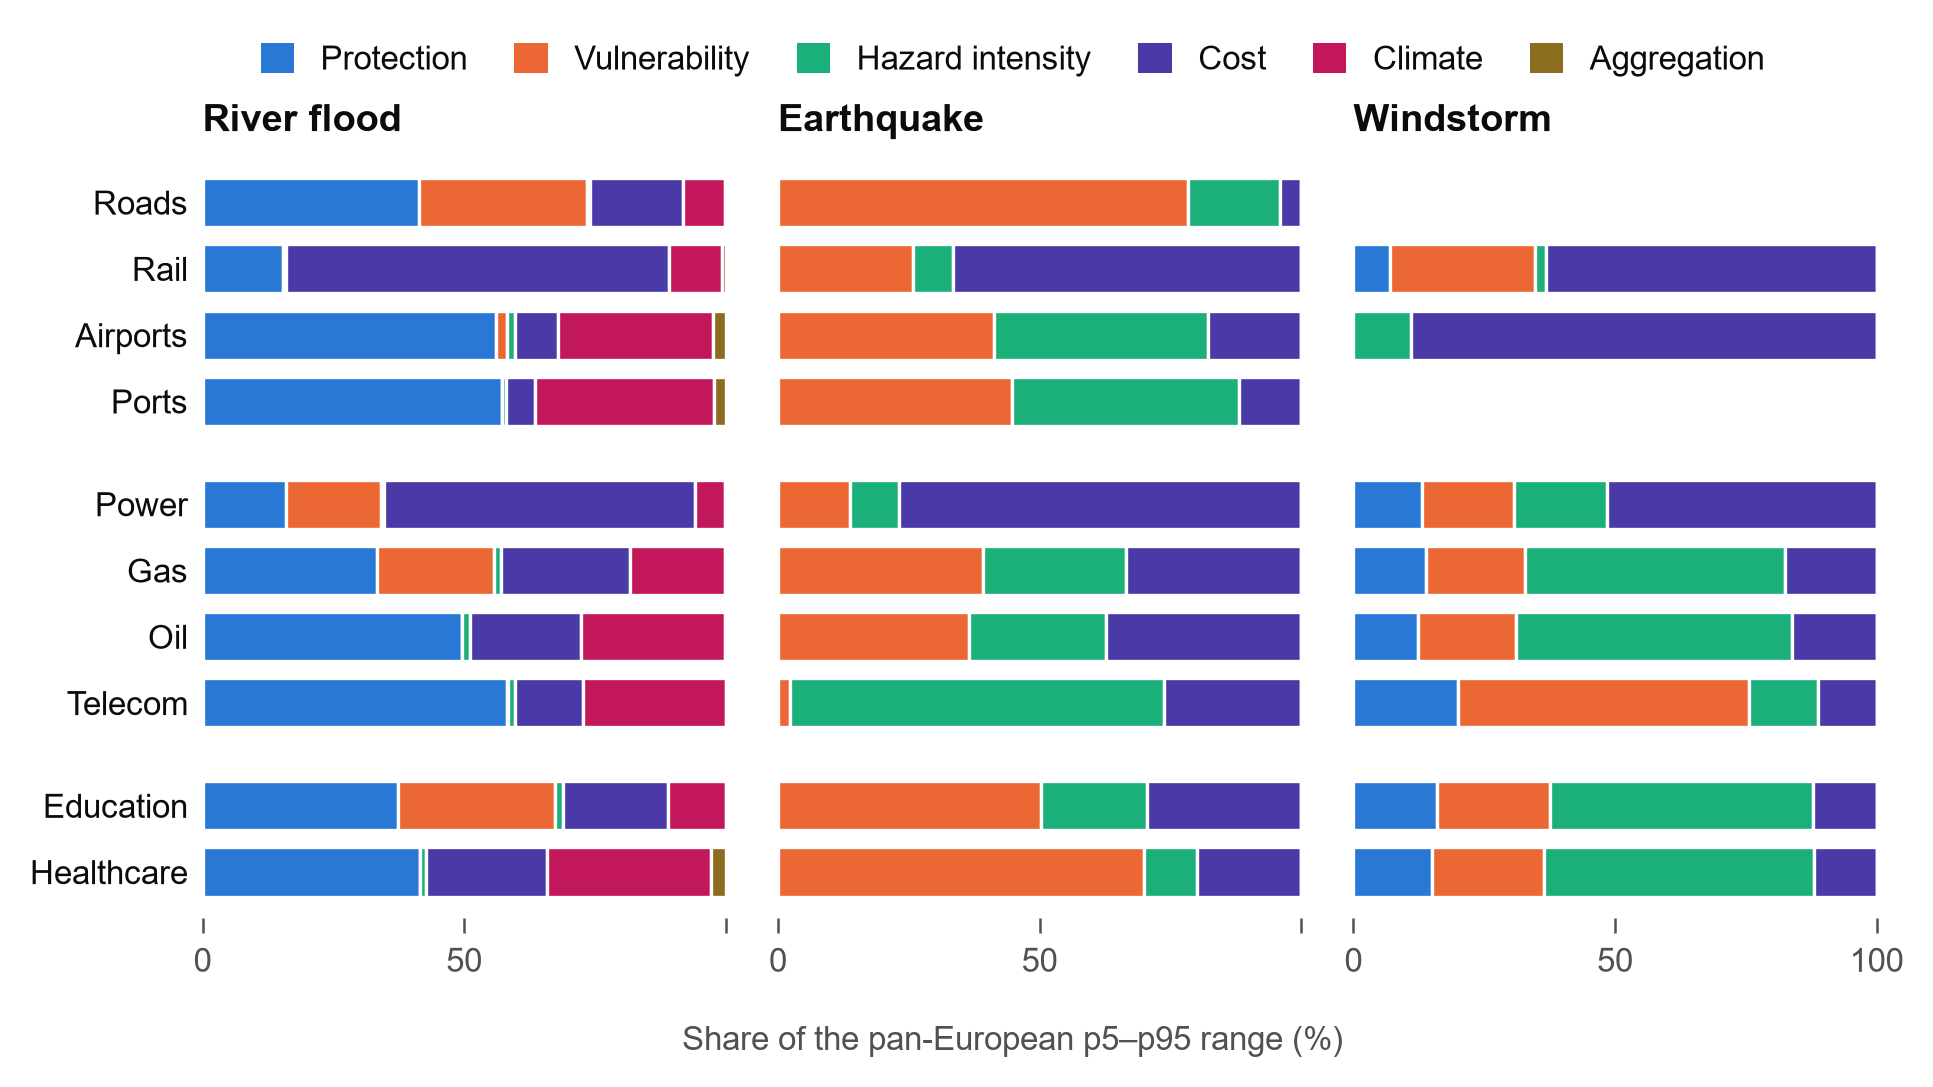 Protection Vulnerability Hazard intensity Cost Climate Aggregation
River flood Earthquake Windstorm
Roads
Rail
Airports
Ports
Power
Gas
Oil
Telecom
Education
Healthcare
0 50 0 50 0 50 100
Share of the pan-European p5–p95 range (%)